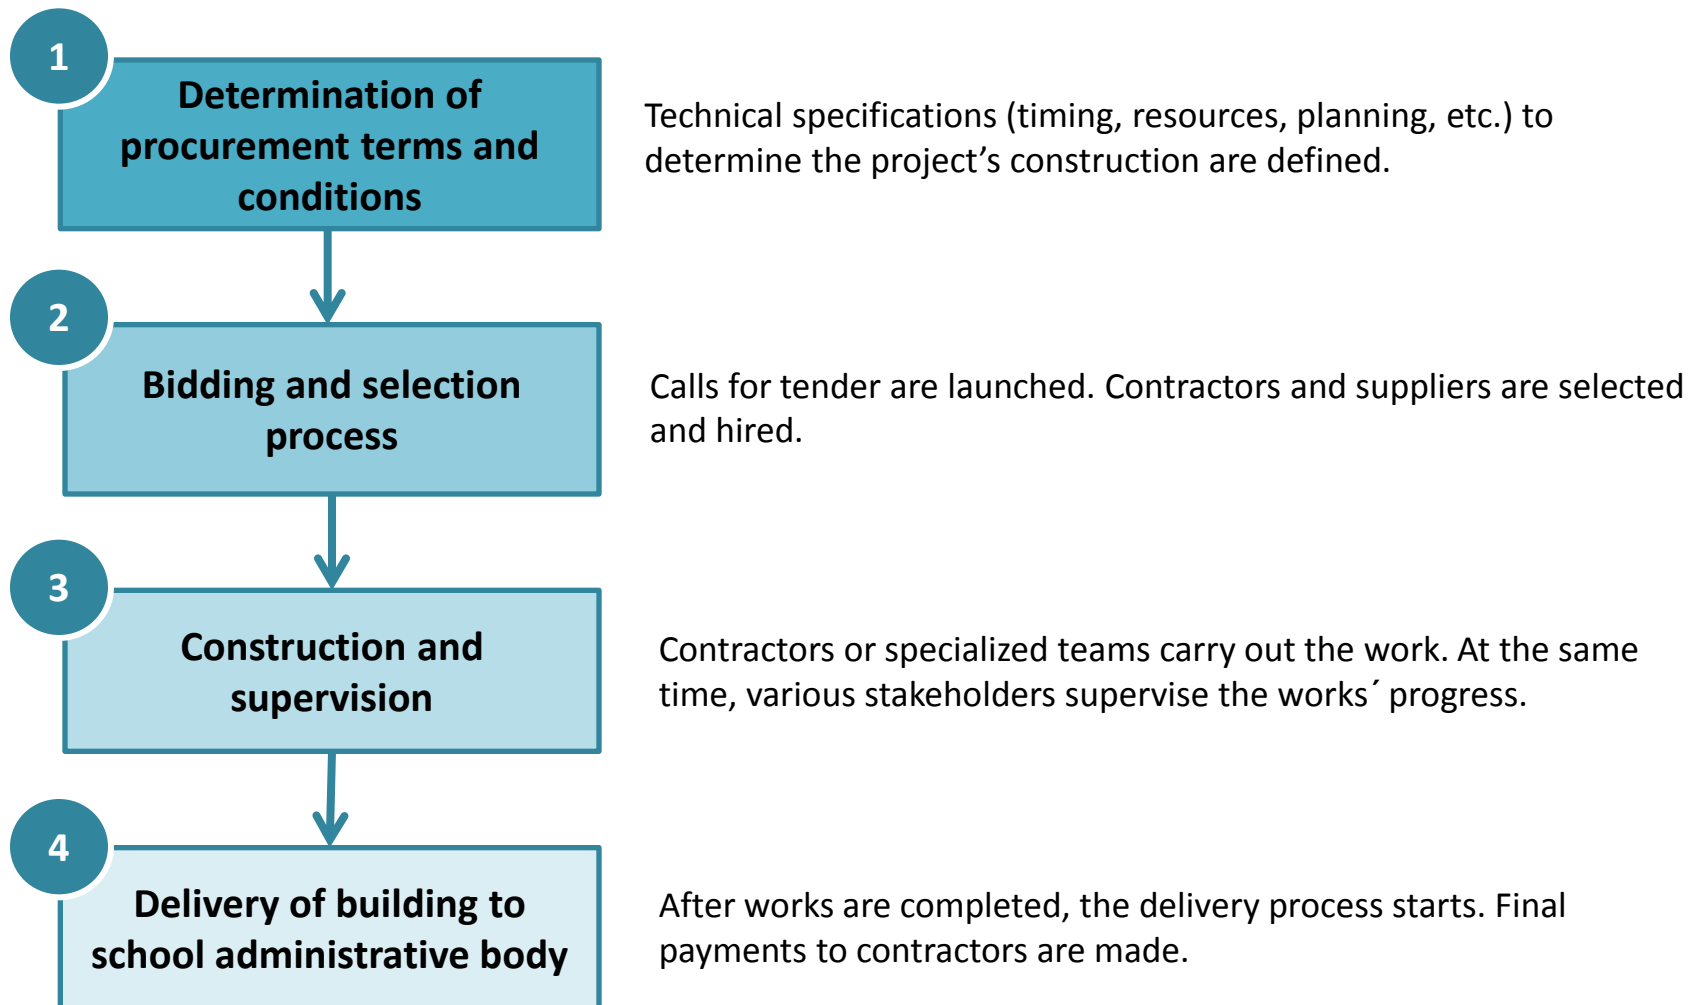 1
Determination of
procurement terms and
conditions
Technical specifications (timing, resources, planning, etc.) to
determine the project’s construction are defined.
2
Bidding and selection
process
Calls for tender are launched. Contractors and suppliers are selected
and hired.
3
Construction and
supervision
Contractors or specialized teams carry out the work. At the same
time, various stakeholders supervise the works´ progress.
4
Delivery of building to
school administrative body
After works are completed, the delivery process starts. Final
payments to contractors are made.